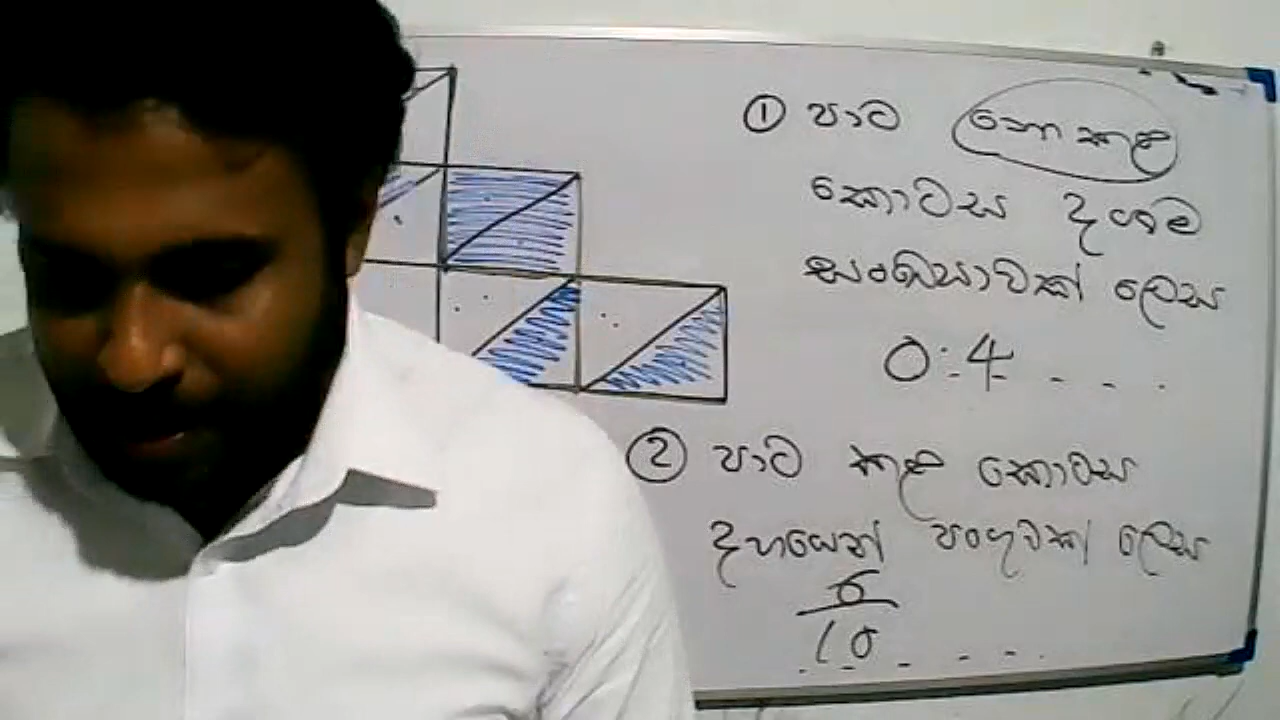 ① පාට නොකළ
කොටස දශම
සංඛ්‍යාවක් ලෙස
0.4
② පාට කළ කොටස
දහයෙන් පංගුවක් ලෙස
6
10